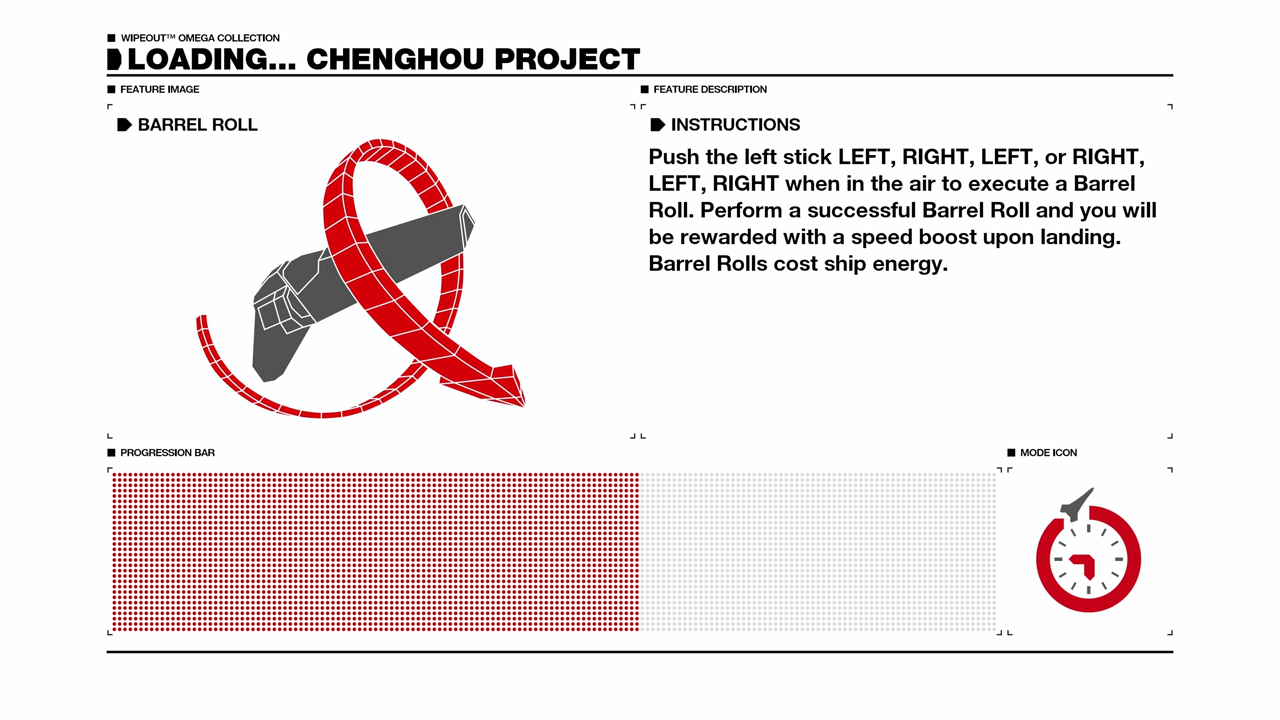 WIPEOUT™ OMEGA COLLECTION
LOADING... CHENGHOU PROJECT
FEATURE IMAGE
BARREL ROLL
FEATURE DESCRIPTION
INSTRUCTIONS
Push the left stick LEFT, RIGHT, LEFT, or RIGHT,
LEFT, RIGHT when in the air to execute a Barrel
Roll. Perform a successful Barrel Roll and you will
be rewarded with a speed boost upon landing.
Barrel Rolls cost ship energy.
PROGRESSION BAR
MODE ICON